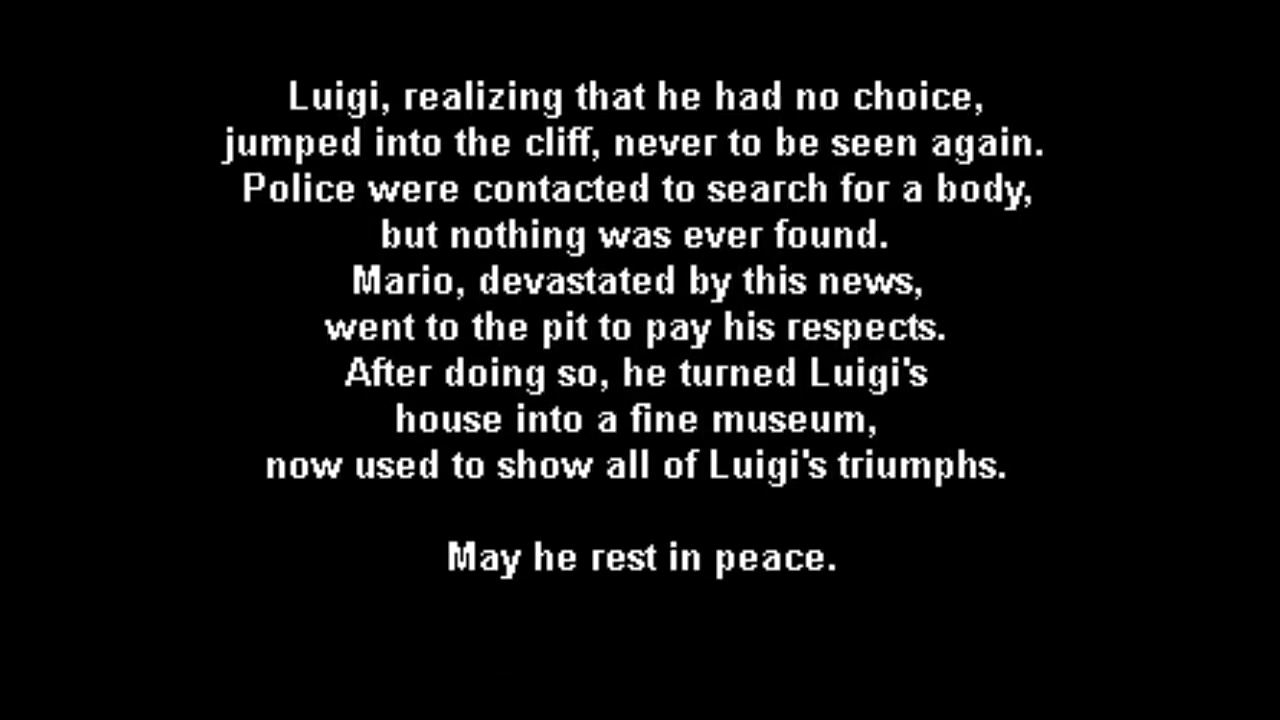 Luigi, realizing that he had no choice,
jumped into the cliff, never to be seen again.
Police were contacted to search for a body,
but nothing was ever found.
Mario, devastated by this news,
went to the pit to pay his respects.
After doing so, he turned Luigi's
house into a fine museum,
now used to show all of Luigi's triumphs.
May he rest in peace.